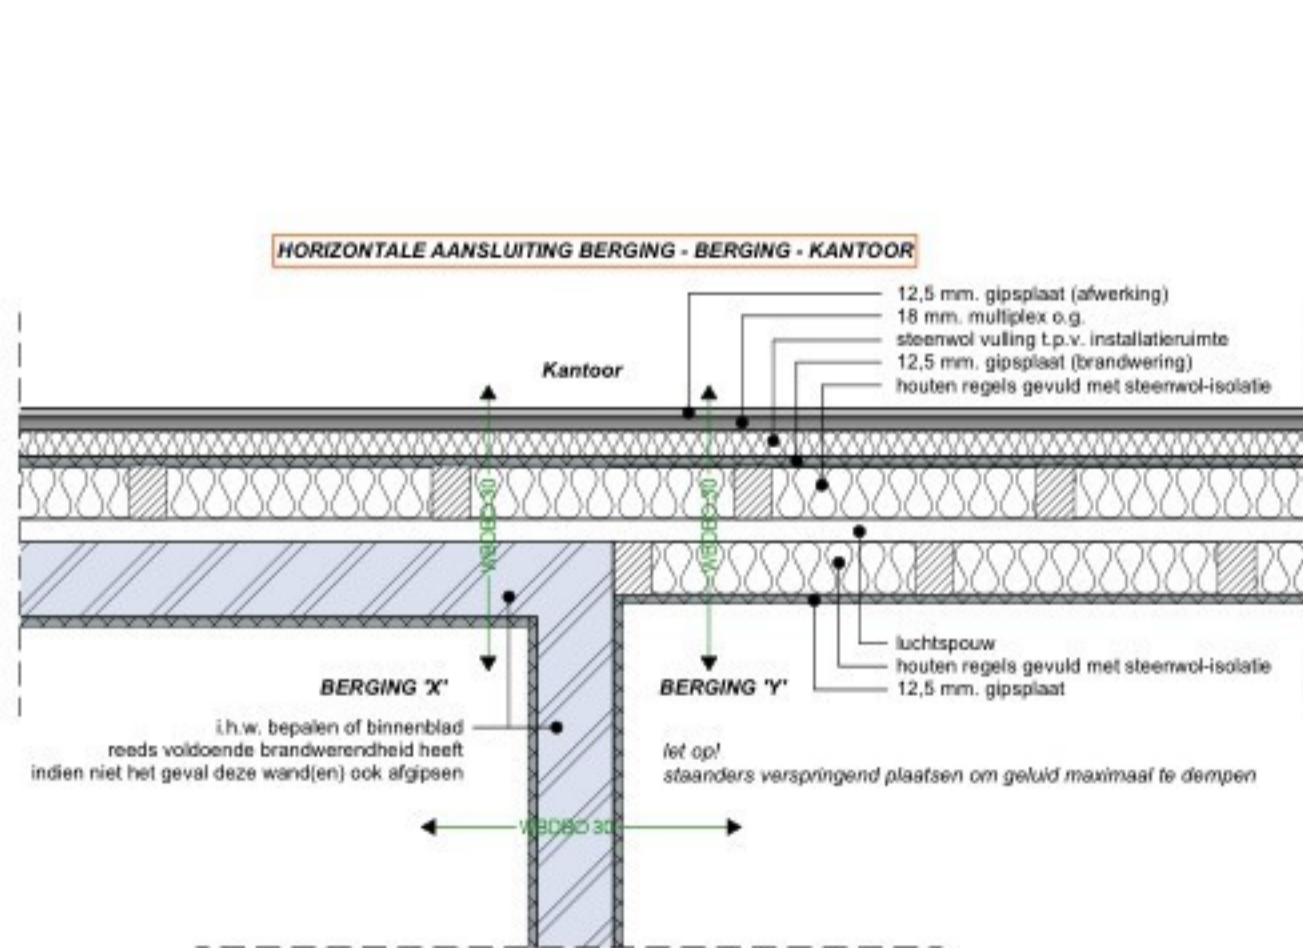 HORIZONTALE AANSLUITING BERGING - BERGING - KANTOOR
12,5 mm. gipsplaat (afwerking)
18 mm. multiplex o.g.
steenwol vulling t.p.v. installatieruimte
12,5 mm. gipsplaat (brandwering)
houten regels gevuld met steenwol-isolatie
Kantoor
WBDBO 30
WBDBO 30
luchtspouw
houten regels gevuld met steenwol-isolatie
12,5 mm. gipsplaat
BERGING 'X'
BERGING 'Y'
i.h.w. bepalen of binnenblad
reeds voldoende brandwerendheid heeft
indien niet het geval deze wand(en) ook afgipsen
let op!
staanders verspringend plaatsen om geluid maximaal te dempen
WBDBO 30